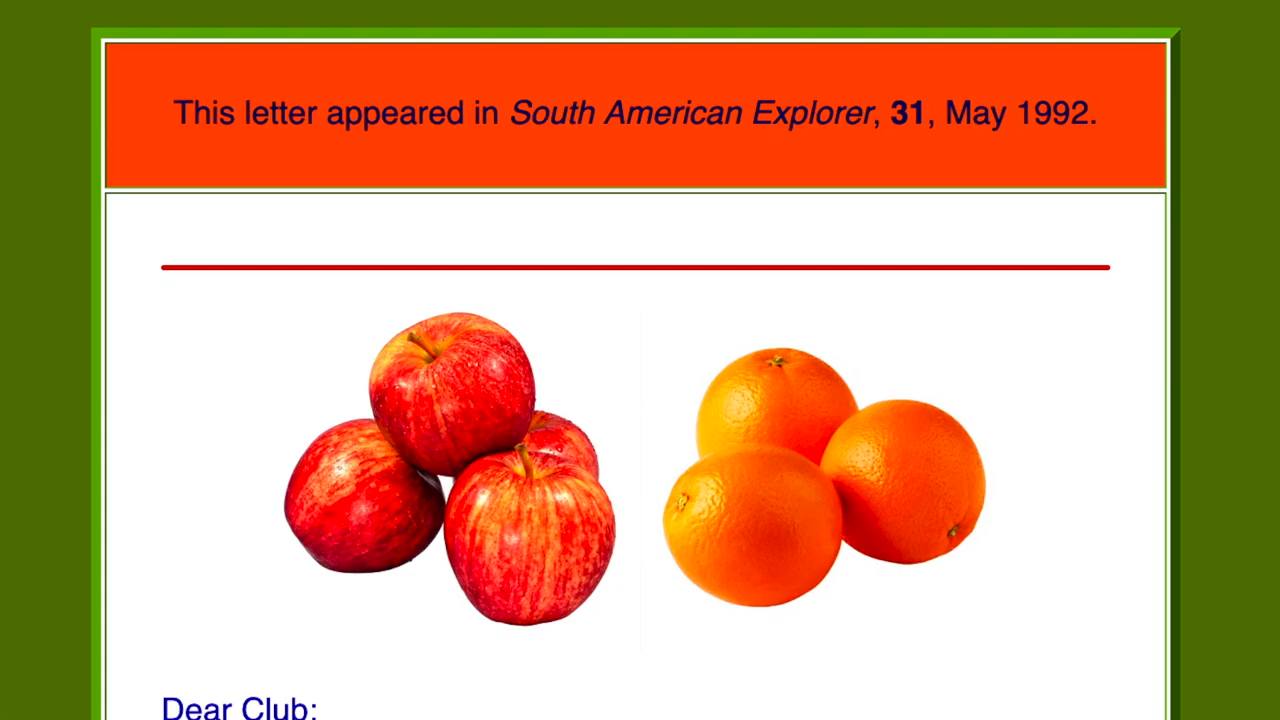 This letter appeared in South American Explorer, 31, May 1992.
Dear Club: